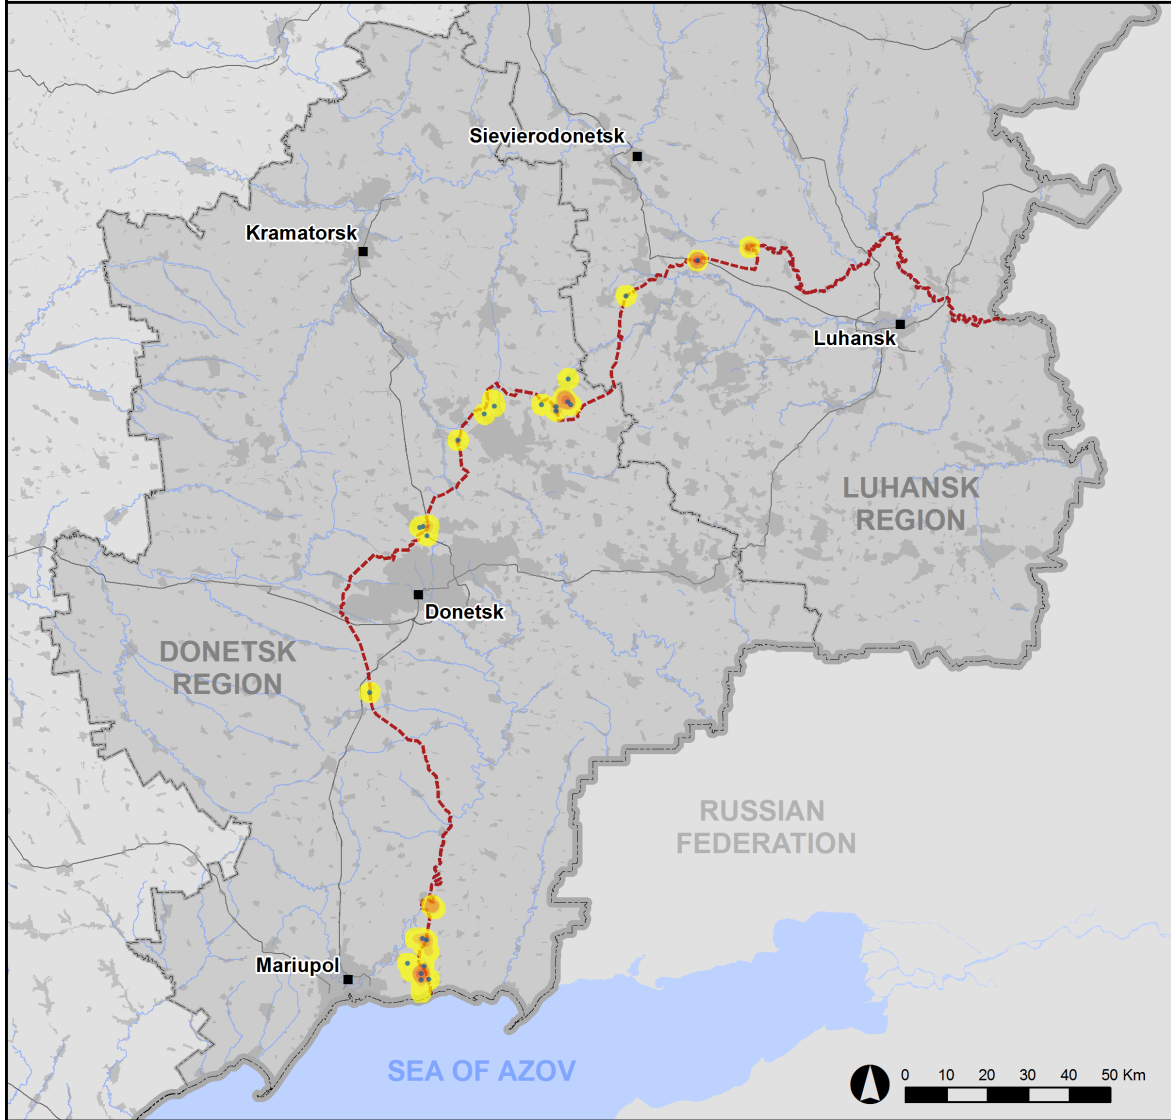 Sievierodonetsk
Kramatorsk
Luhansk
LUHANSK
REGION
Donetsk
DONETSK
REGION
RUSSIAN
FEDERATION
Mariupol
SEA OF AZOV
0 10 20 30 40 50 Km